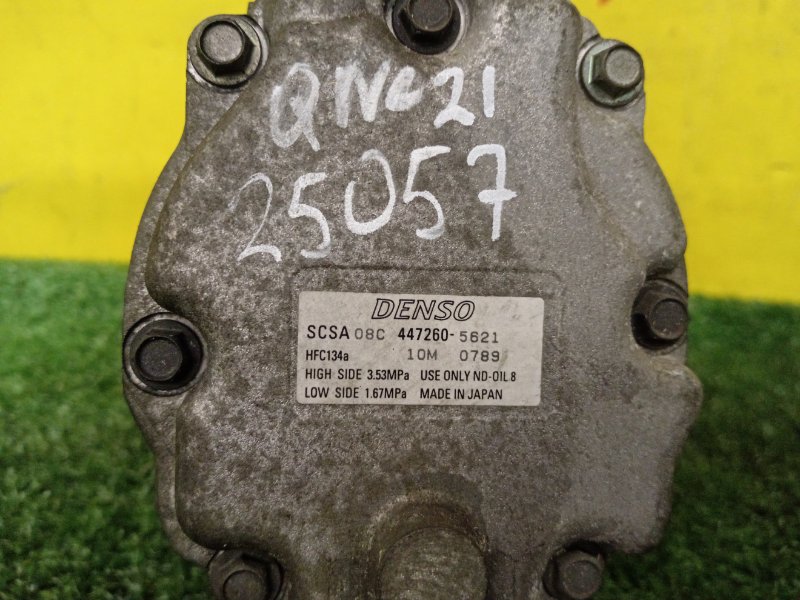 QNC21
25057
DENSO
SCSA 08C 447260-5621
HFC134a 10M 0789
HIGH SIDE 3.53MPa USE ONLY ND-OIL 8
LOW SIDE 1.67MPa MADE IN JAPAN